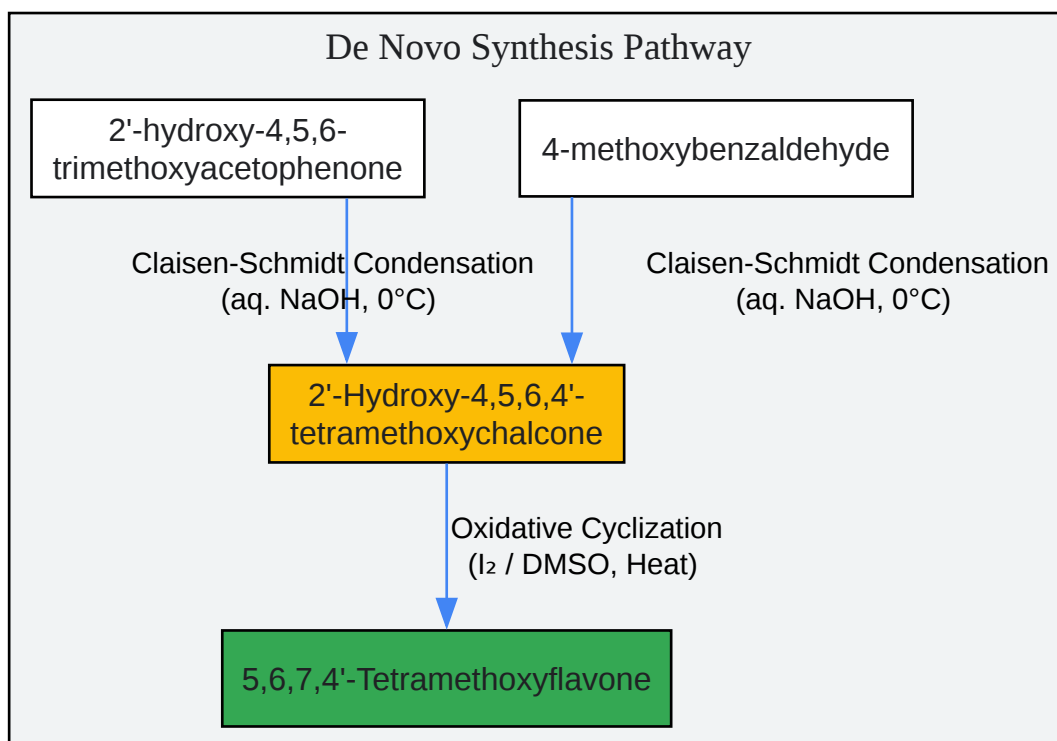 De Novo Synthesis Pathway
2'-hydroxy-4,5,6-
trimethoxyacetophenone
4-methoxybenzaldehyde
Claisen-Schmidt Condensation
(aq. NaOH, 0°C)
Claisen-Schmidt Condensation
(aq. NaOH, 0°C)
2'-Hydroxy-4,5,6,4'-
tetramethoxychalcone
Oxidative Cyclization
(I₂ / DMSO, Heat)
5,6,7,4'-Tetramethoxyflavone